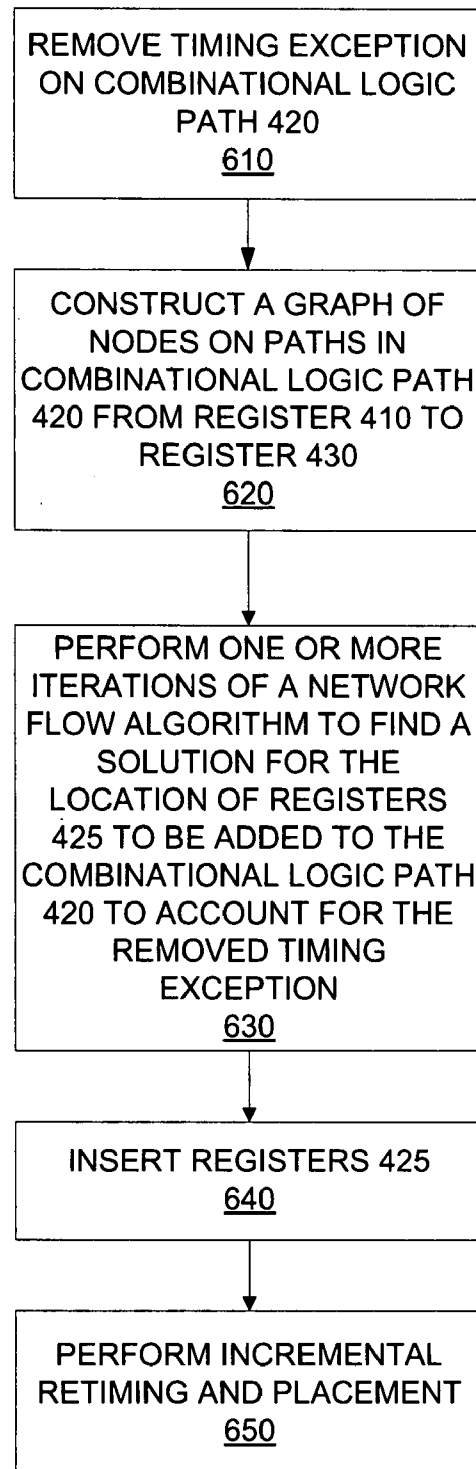 REMOVE TIMING EXCEPTION
ON COMBINATIONAL LOGIC
PATH 420
610
CONSTRUCT A GRAPH OF
NODES ON PATHS IN
COMBINATIONAL LOGIC PATH
420 FROM REGISTER 410 TO
REGISTER 430
620
PERFORM ONE OR MORE
ITERATIONS OF A NETWORK
FLOW ALGORITHM TO FIND A
SOLUTION FOR THE
LOCATION OF REGISTERS
425 TO BE ADDED TO THE
COMBINATIONAL LOGIC PATH
420 TO ACCOUNT FOR THE
REMOVED TIMING
EXCEPTION
630
INSERT REGISTERS 425
640
PERFORM INCREMENTAL
RETIMING AND PLACEMENT
650